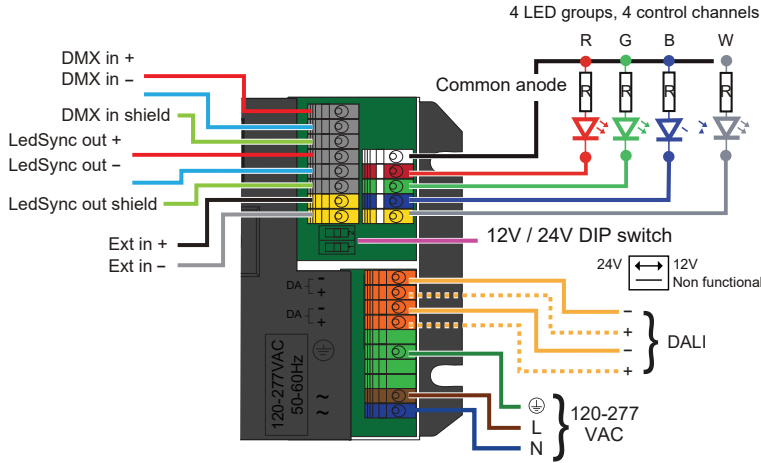 4 LED groups, 4 control channels
R G B W
DMX in +
DMX in –
DMX in shield
LedSync out +
LedSync out –
LedSync out shield
Ext in +
Ext in –
Common anode
R R R R
12V / 24V DIP switch
24V 12V
Non functional
DA - +
DA - +
120-277VAC
50-60Hz
~
~
–
+
–
+
DALI
L
N
120-277
VAC